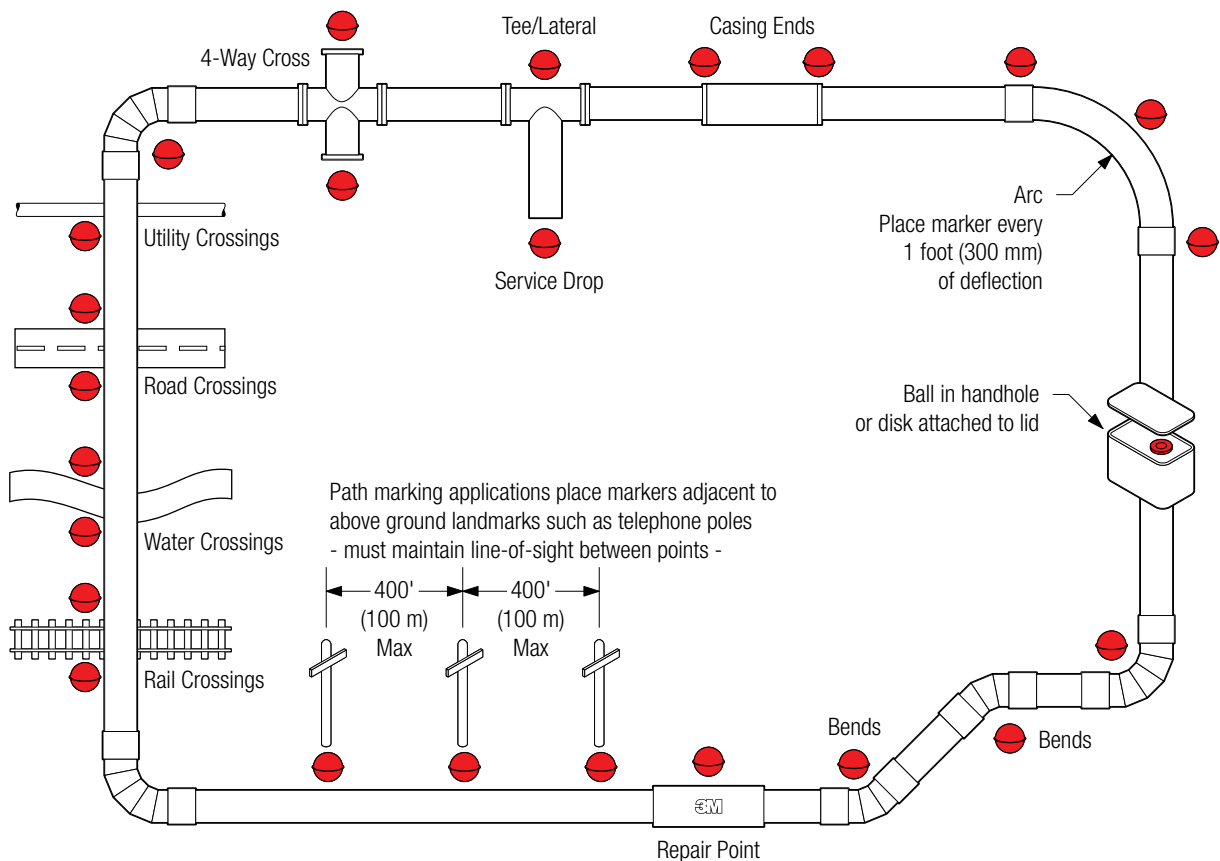 Tee/Lateral
Casing Ends
4-Way Cross
Arc
Place marker every
1 foot (300 mm)
of deflection
Utility Crossings
Service Drop
Road Crossings
Ball in handhole
or disk attached to lid
Path marking applications place markers adjacent to
above ground landmarks such as telephone poles
- must maintain line-of-sight between points -
Water Crossings
400'
(100 m)
Max
400'
(100 m)
Max
Rail Crossings
Bends
Bends
3M
Repair Point